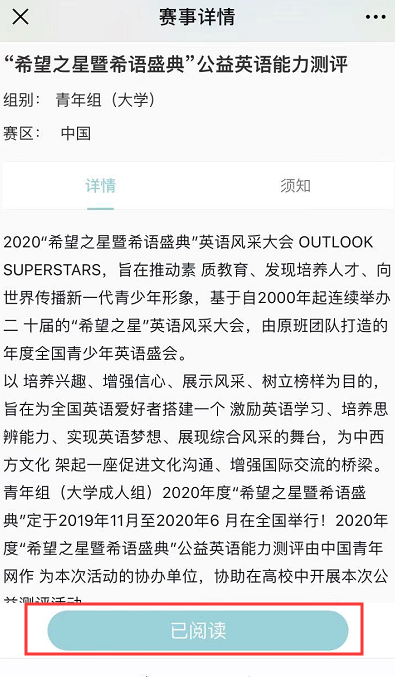 赛事详情
“希望之星暨希语盛典”公益英语能力测评
组别： 青年组（大学）
赛区： 中国
详情 须知
2020“希望之星暨希语盛典”英语风采大会 OUTLOOK
SUPERSTARS，旨在推动素 质教育、发现培养人才、向
世界传播新一代青少年形象，基于自2000年起连续举办
二 十届的“希望之星”英语风采大会，由原班团队打造的
年度全国青少年英语盛会。
以 培养兴趣、增强信心、展示风采、树立榜样为目的，
旨在为全国英语爱好者搭建一个 激励英语学习、培养思
辨能力、实现英语梦想、展现综合风采的舞台，为中西
方文化 架起一座促进文化沟通、增强国际交流的桥梁。
青年组（大学成人组）2020年度“希望之星暨希语盛
典”定于2019年11月至2020年6 月在全国举行！2020年
度“希望之星暨希语盛典”公益英语能力测评由中国青年
网作 为本次活动的协办单位，协助在高校中开展本次公
益测评活动
已阅读